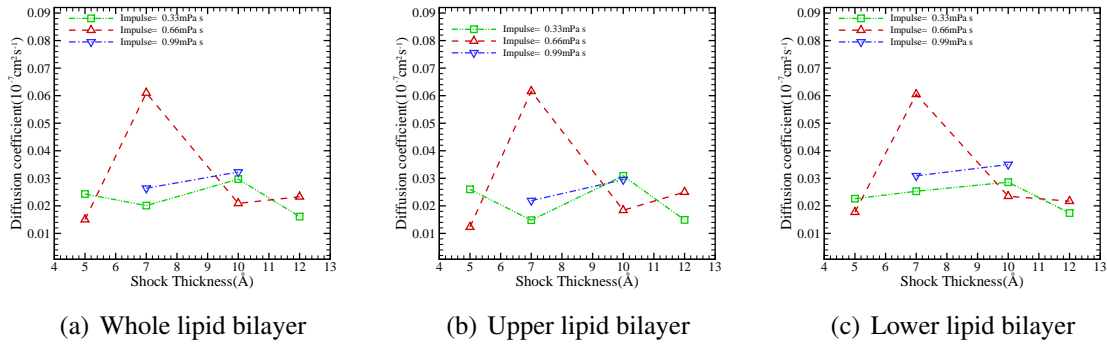 0.09
0.08
0.07
0.06
0.05
0.04
0.03
0.02
0.01
Diffusion coefficient(10⁻⁷cm²s⁻¹)
Impulse= 0.33mPa s
Impulse= 0.66mPa s
Impulse= 0.99mPa s
4 5 6 7 8 9 10 11 12 13
Shock Thickness(Å)
(a) Whole lipid bilayer
0.09
0.08
0.07
0.06
0.05
0.04
0.03
0.02
0.01
Diffusion coefficient(10⁻⁷cm²s⁻¹)
Impulse= 0.33mPa s
Impulse= 0.66mPa s
Impulse= 0.99mPa s
4 5 6 7 8 9 10 11 12 13
Shock Thickness(Å)
(b) Upper lipid bilayer
0.09
0.08
0.07
0.06
0.05
0.04
0.03
0.02
0.01
Diffusion coefficient(10⁻⁷cm²s⁻¹)
Impulse= 0.33mPa s
Impulse= 0.66mPa s
Impulse= 0.99mPa s
4 5 6 7 8 9 10 11 12 13
Shock Thickness(Å)
(c) Lower lipid bilayer